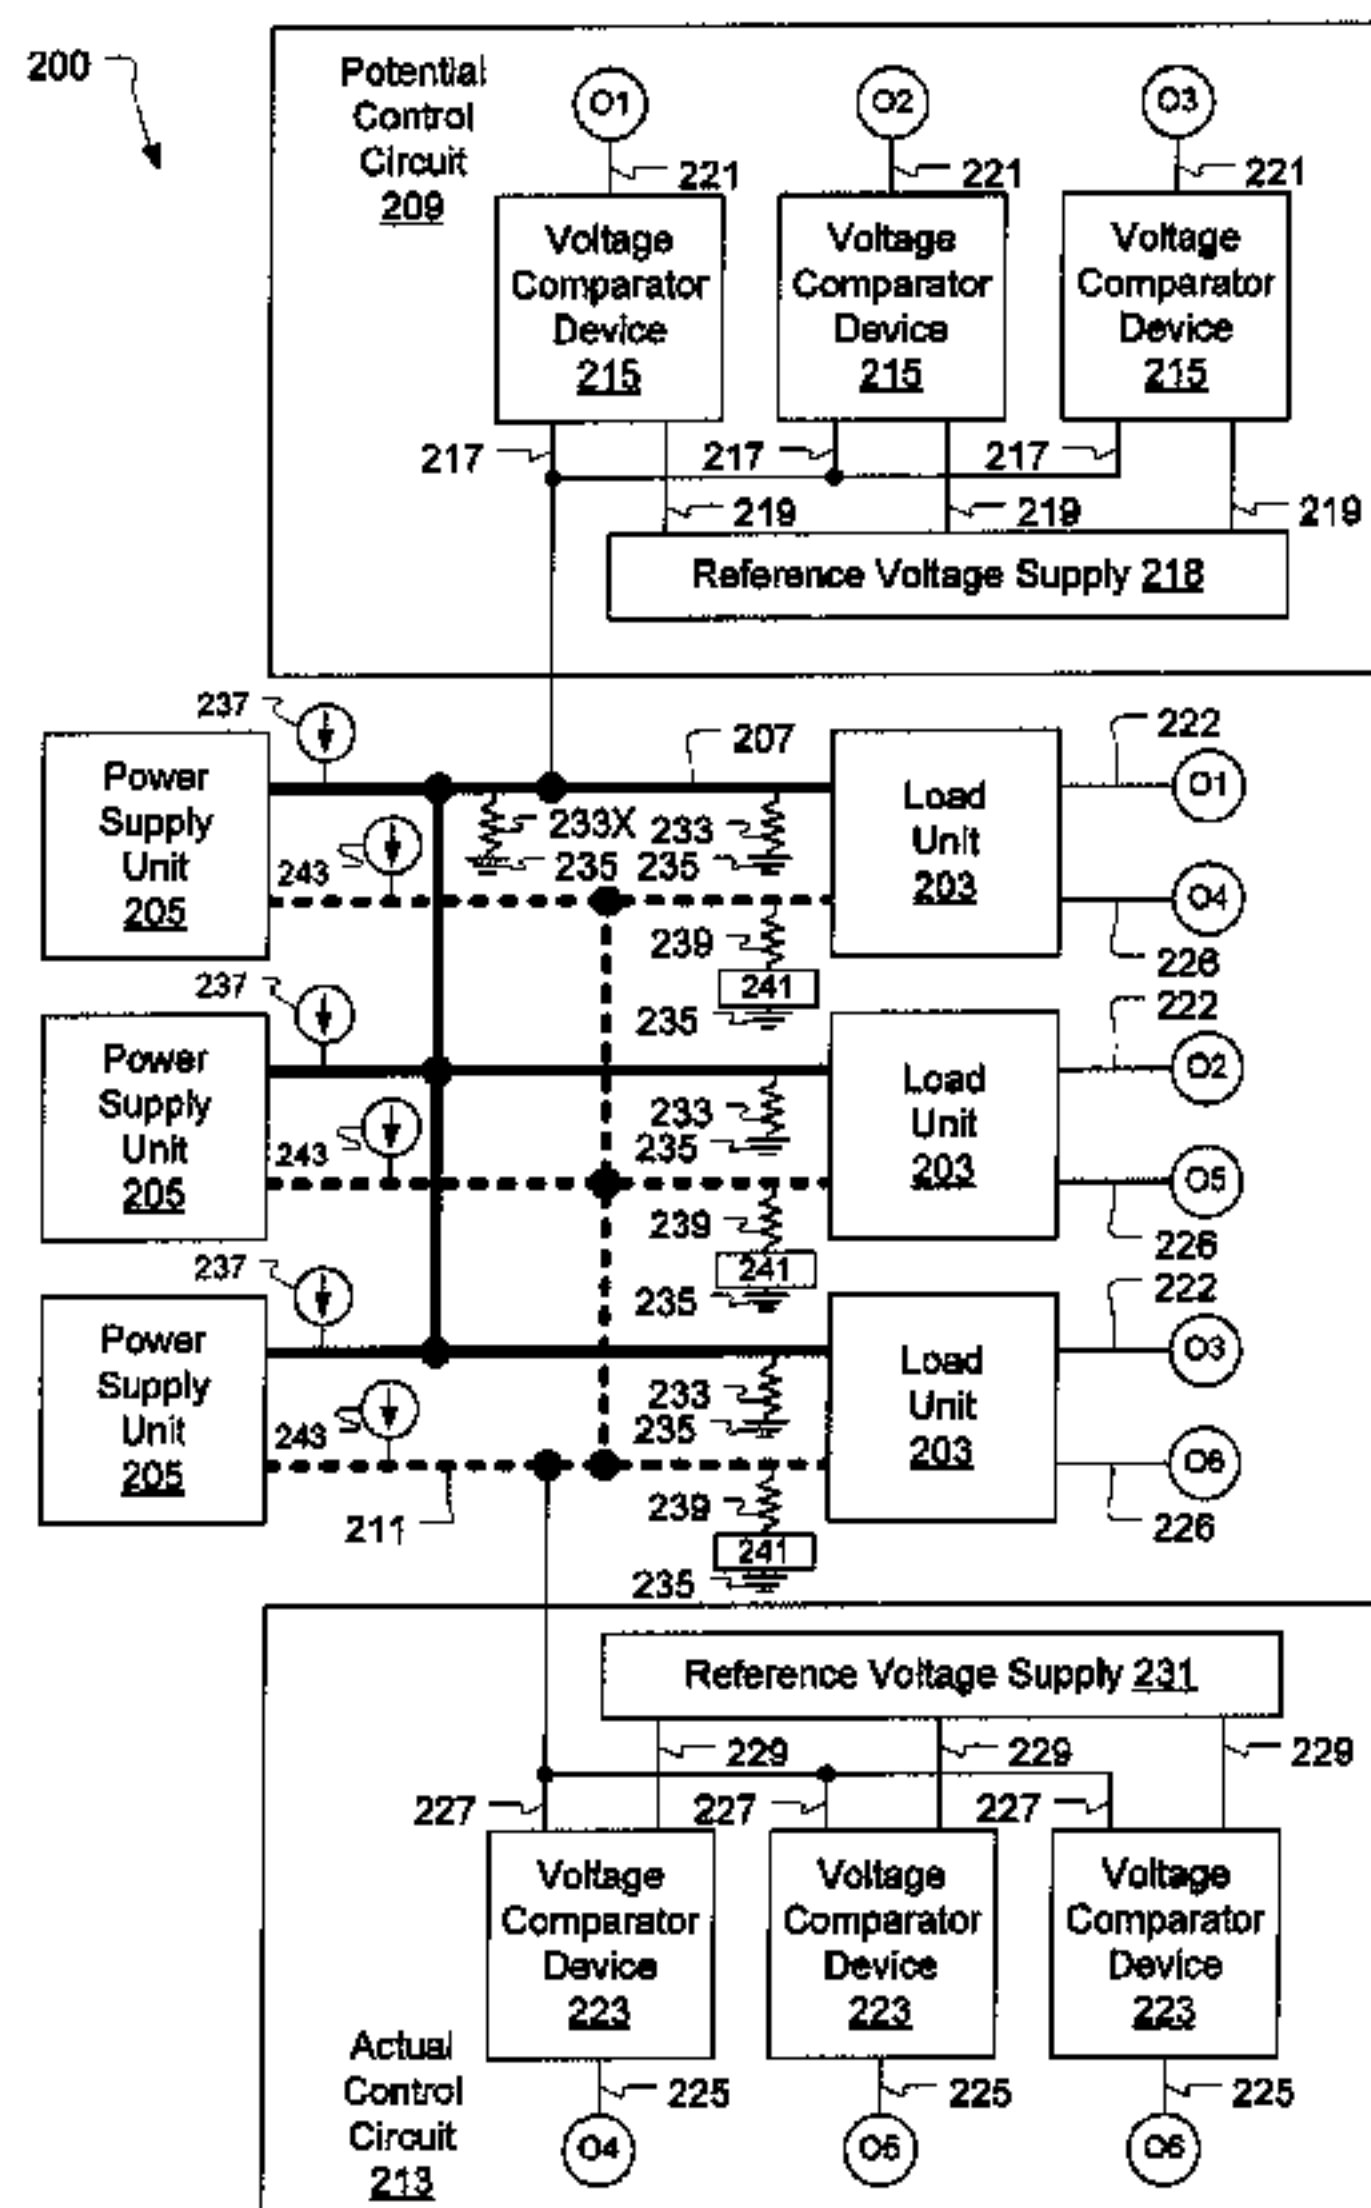 200
Potential
Control
Circuit
209
O1
O2
O3
221
221
221
Voltage
Comparator
Device
215
Voltage
Comparator
Device
215
Voltage
Comparator
Device
215
217
217
217
219
219
219
Reference Voltage Supply 218
237
207
222
Power
Supply
Unit
205
Load
Unit
203
O1
243
233X
233
235
235
O4
239
226
241
237
235
222
Power
Supply
Unit
205
Load
Unit
203
O2
243
233
235
O5
239
226
241
237
235
222
Power
Supply
Unit
205
Load
Unit
203
O3
243
233
235
O6
239
211
226
241
235
Reference Voltage Supply 231
229
229
229
227
227
227
Voltage
Comparator
Device
223
Voltage
Comparator
Device
223
Voltage
Comparator
Device
223
Actual
Control
Circuit
213
225
225
225
O4
O5
O6